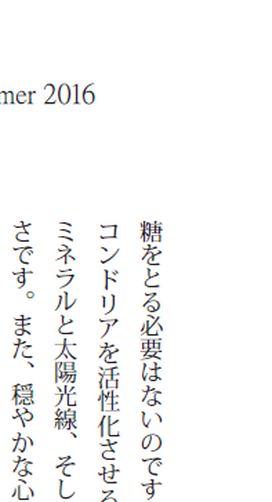 mer 2016
糖をとる必要はないのです
コンドリアを活性化させる
ミネラルと太陽光線、そし
さです。また、穏やかな心